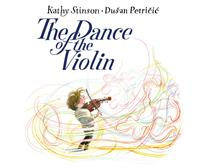 Kathy Stinson · Dušan Petričić
The Dance
of the
Violin